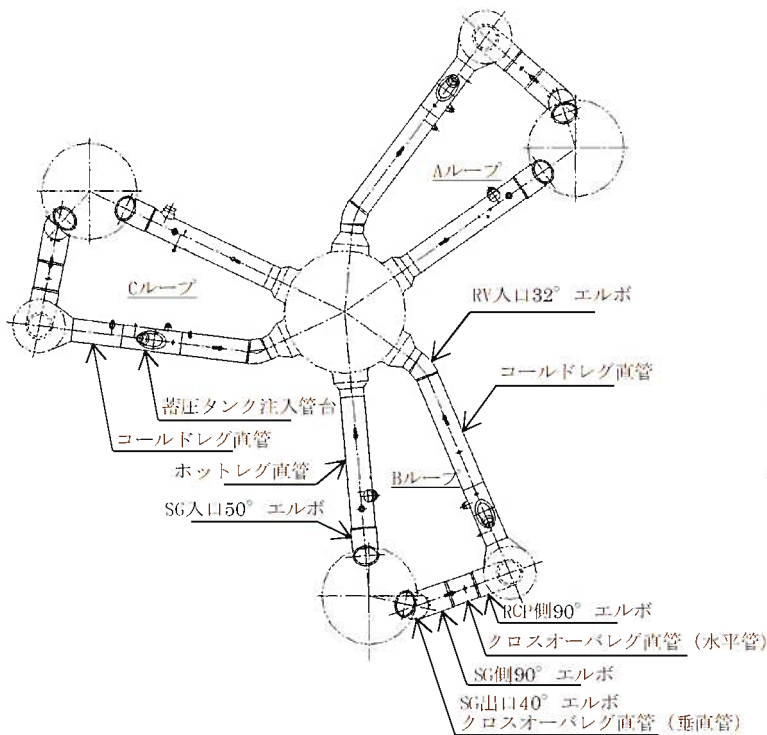 Aループ
Cループ
RV入口32° エルボ
コールドレグ直管
蓄圧タンク注入管台
コールドレグ直管
ホットレグ直管
Bループ
SG入口50° エルボ
RCP側90° エルボ
クロスオーバレグ直管（水平管）
SG側90° エルボ
SG出口40° エルボ
クロスオーバレグ直管（垂直管）